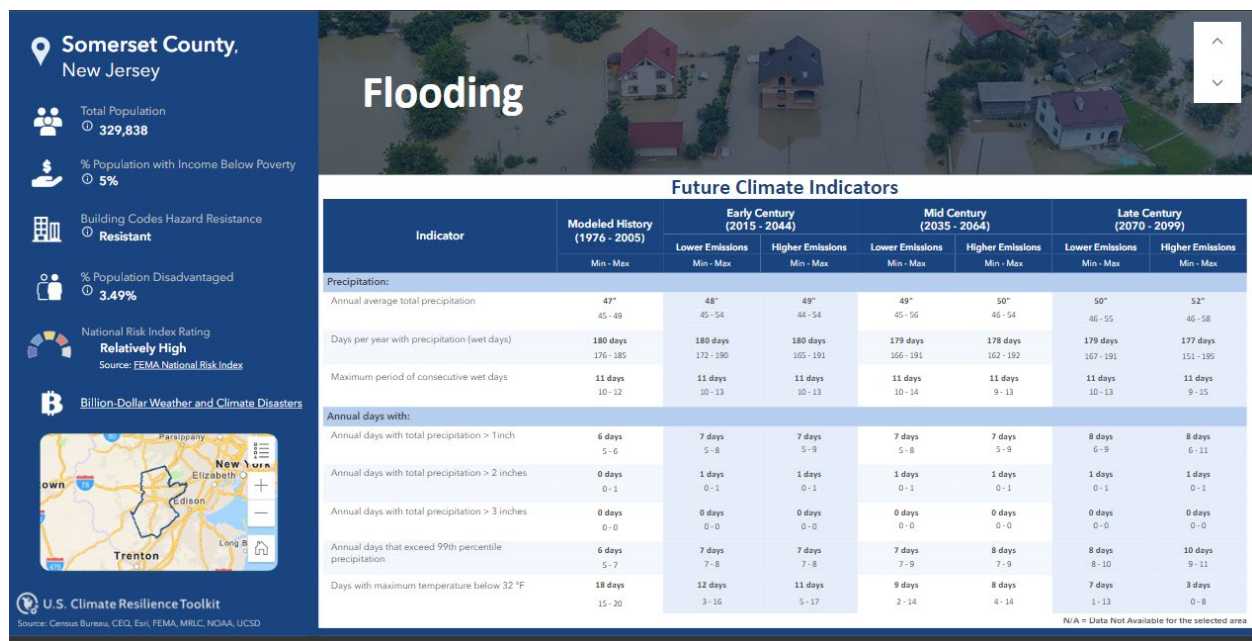 Somerset County,
New Jersey
Total Population
329,838
% Population with Income Below Poverty
5%
Building Codes Hazard Resistance
Resistant
% Population Disadvantaged
3.49%
National Risk Index Rating
Relatively High
Source: FEMA National Risk Index
Billion-Dollar Weather and Climate Disasters
Parsippany
80
New York
Elizabeth
78
own
Edison
Long B
Trenton
U.S. Climate Resilience Toolkit
Source: Census Bureau, CEQ, Esri, FEMA, MRLC, NOAA, UCSD
Flooding
Future Climate Indicators
Indicator
Modeled History (1976 - 2005)
Early Century (2015 - 2044)
Mid Century (2035 - 2064)
Late Century (2070 - 2099)
Lower Emissions Higher Emissions Lower Emissions Higher Emissions Lower Emissions Higher Emissions
Min - Max Min - Max Min - Max Min - Max Min - Max Min - Max Min - Max
Precipitation:
Annual average total precipitation 47" 48" 49" 49" 50" 50" 52"
45 - 49 45 - 54 44 - 54 45 - 56 46 - 54 46 - 55 46 - 58
Days per year with precipitation (wet days) 180 days 180 days 180 days 179 days 178 days 179 days 177 days
176 - 185 172 - 190 165 - 191 166 - 191 162 - 192 167 - 191 151 - 195
Maximum period of consecutive wet days 11 days 11 days 11 days 11 days 11 days 11 days 11 days
10 - 12 10 - 13 10 - 13 10 - 14 9 - 13 10 - 13 9 - 15
Annual days with:
Annual days with total precipitation > 1inch 6 days 7 days 7 days 7 days 7 days 8 days 8 days
5 - 6 5 - 8 5 - 9 5 - 8 5 - 9 6 - 9 6 - 11
Annual days with total precipitation > 2 inches 0 days 1 days 1 days 1 days 1 days 1 days 1 days
0 - 1 0 - 1 0 - 1 0 - 1 0 - 1 0 - 1 0 - 1
Annual days with total precipitation > 3 inches 0 days 0 days 0 days 0 days 0 days 0 days 0 days
0 - 0 0 - 0 0 - 0 0 - 0 0 - 0 0 - 0 0 - 0
Annual days that exceed 99th percentile
precipitation 6 days 7 days 7 days 7 days 8 days 8 days 10 days
5 - 7 7 - 8 7 - 8 7 - 9 7 - 9 8 - 10 9 - 11
Days with maximum temperature below 32 °F 18 days 12 days 11 days 9 days 8 days 7 days 3 days
15 - 20 3 - 16 5 - 17 2 - 14 4 - 14 1 - 13 0 - 8
N/A = Data Not Available for the selected area